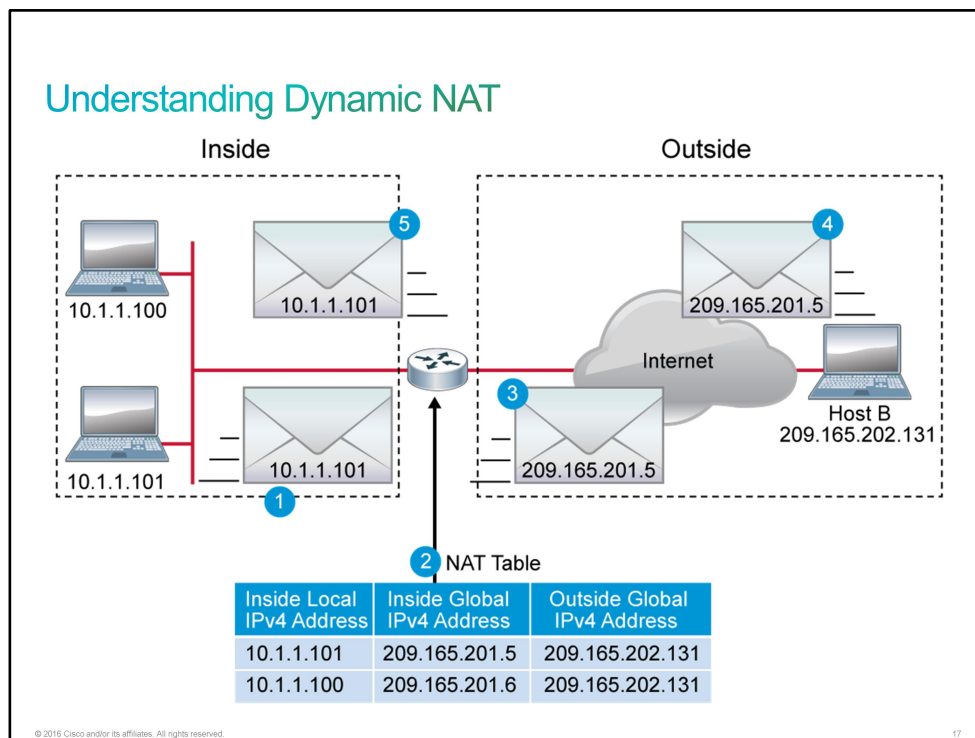 Understanding Dynamic NAT
Inside
Outside
5
4
10.1.1.100
10.1.1.101
209.165.201.5
Internet
3
Host B
209.165.202.131
10.1.1.101
10.1.1.101
209.165.201.5
1
2 NAT Table
Inside Local IPv4 Address
Inside Global IPv4 Address
Outside Global IPv4 Address
10.1.1.101 209.165.201.5 209.165.202.131
10.1.1.100 209.165.201.6 209.165.202.131
© 2016 Cisco and/or its affiliates. All rights reserved.
17